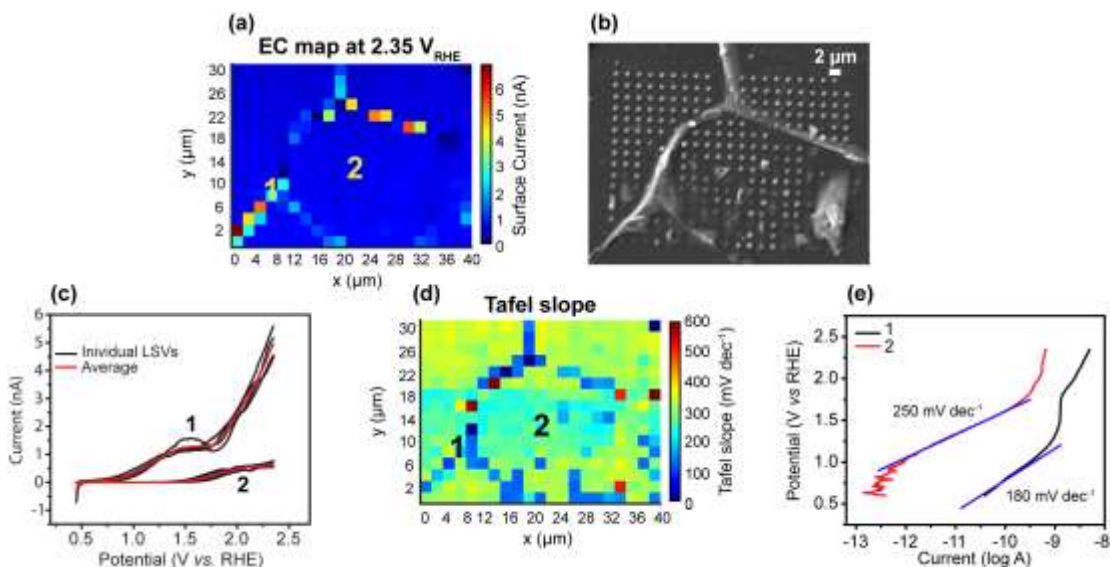 (a)
EC map at 2.35 V_RHE
30
26
22
18
14
10
6
2
0 4 8 12 16 20 24 28 32 36 40
y (µm)
x (µm)
1
2
6
5
4
3
2
1
0
Surface Current (nA)
(b)
2 µm
(c)
6
5
4
3
2
1
0
-1
Current (nA)
Inividual LSVs
Average
1
2
0.5 1.0 1.5 2.0 2.5
Potential (V vs. RHE)
(d)
Tafel slope
30
26
22
18
14
10
6
2
0 4 8 12 16 20 24 28 32 36 40
y (µm)
x (µm)
1
2
600
500
400
300
200
100
0
Tafel slope (mV dec⁻¹)
(e)
1
2
2.5
2.0
1.5
1.0
0.5
Potential (V vs RHE)
250 mV dec⁻¹
180 mV dec⁻¹
-13 -12 -11 -10 -9 -8
Current (log A)